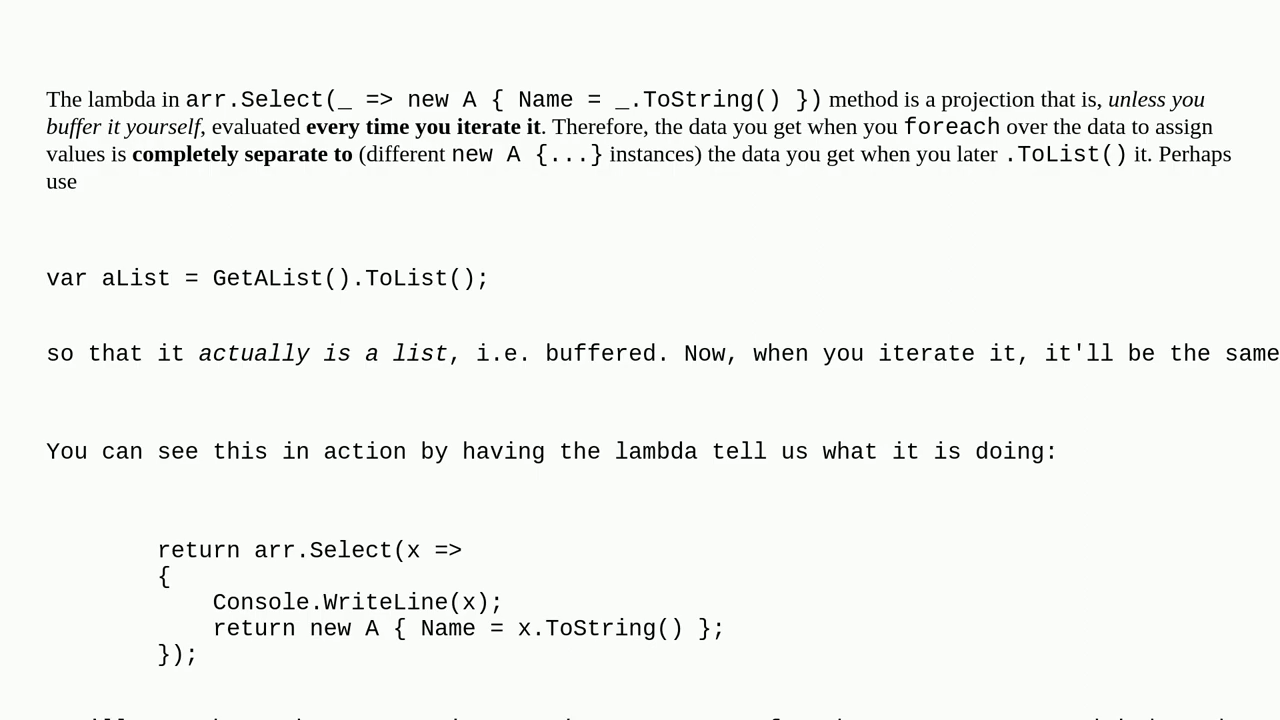 The lambda in arr.Select(_ => new A { Name = _.ToString() }) method is a projection that is, unless you
buffer it yourself, evaluated every time you iterate it. Therefore, the data you get when you foreach over the data to assign
values is completely separate to (different new A {...} instances) the data you get when you later .ToList() it. Perhaps
use
var aList = GetAList().ToList();
so that it actually is a list, i.e. buffered. Now, when you iterate it, it'll be the same
You can see this in action by having the lambda tell us what it is doing:
return arr.Select(x =>
{
Console.WriteLine(x);
return new A { Name = x.ToString() };
});